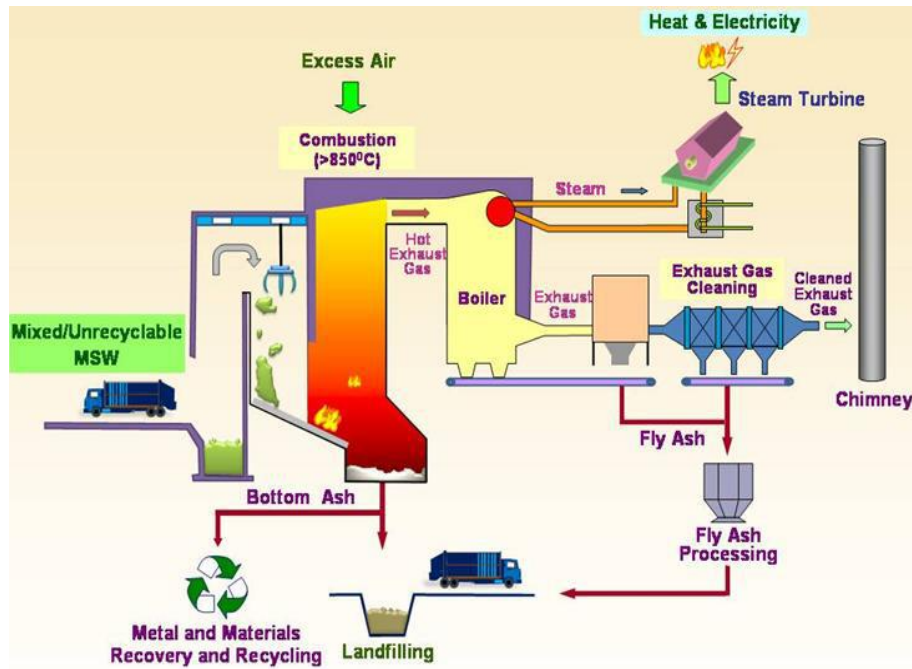 Heat & Electricity
Excess Air
Steam Turbine
Combustion
(>850⁰C)
Steam
Hot
Exhaust
Gas
Exhaust Gas
Cleaning
Cleaned
Exhaust
Gas
Boiler
Exhaust
Gas
Mixed/Unrecyclable
MSW
Chimney
Fly Ash
Bottom Ash
Fly Ash
Processing
Metal and Materials
Recovery and Recycling
Landfilling